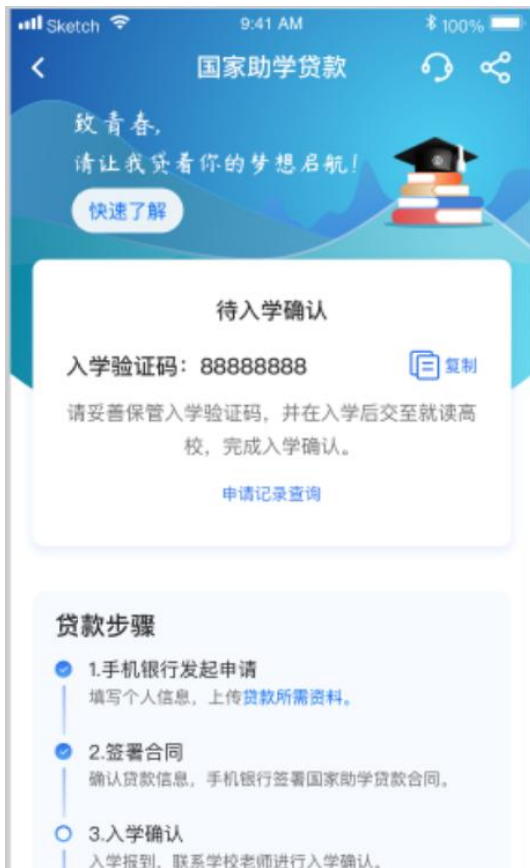 Sketch 9:41 AM 100%
国家助学贷款
致青春,
请让我贷着你的梦想启航!
快速了解
待入学确认
入学验证码：88888888 复制
请妥善保管入学验证码，并在入学后交至就读高
校，完成入学确认。
申请记录查询
贷款步骤
1.手机银行发起申请
填写个人信息，上传贷款所需资料。
2.签署合同
确认贷款信息，手机银行签署国家助学贷款合同。
3.入学确认
入学报到，联系学校老师进行入学确认。